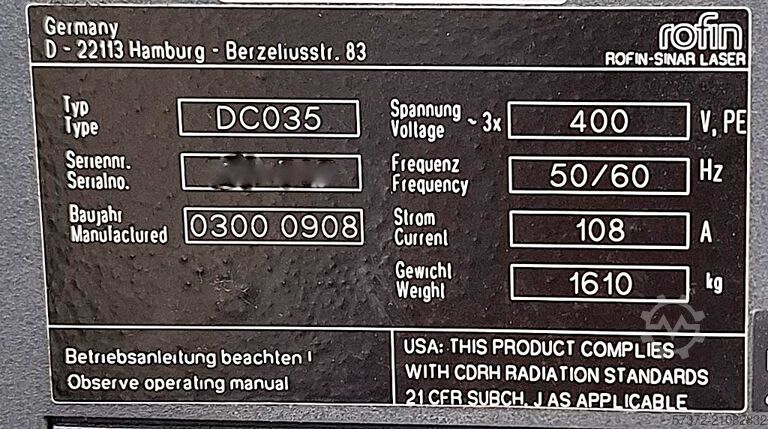 Germany
D - 22113 Hamburg - Berzeliusstr. 83
rofin
ROFIN-SINAR LASER
Typ
Type
DC035
Spannung
Voltage ~ 3x 400 V, PE
Seriennr.
Serialno.
Frequenz
Frequency 50/60 Hz
Baujahr
Manufactured 0300 0908
Strom
Current 108 A
Gewicht
Weight 1610 kg
Betriebsanleitung beachten !
Observe operating manual
USA: THIS PRODUCT COMPLIES
WITH CDRH RADIATION STANDARDS
21 CFR SUBCH. J AS APPLICABLE